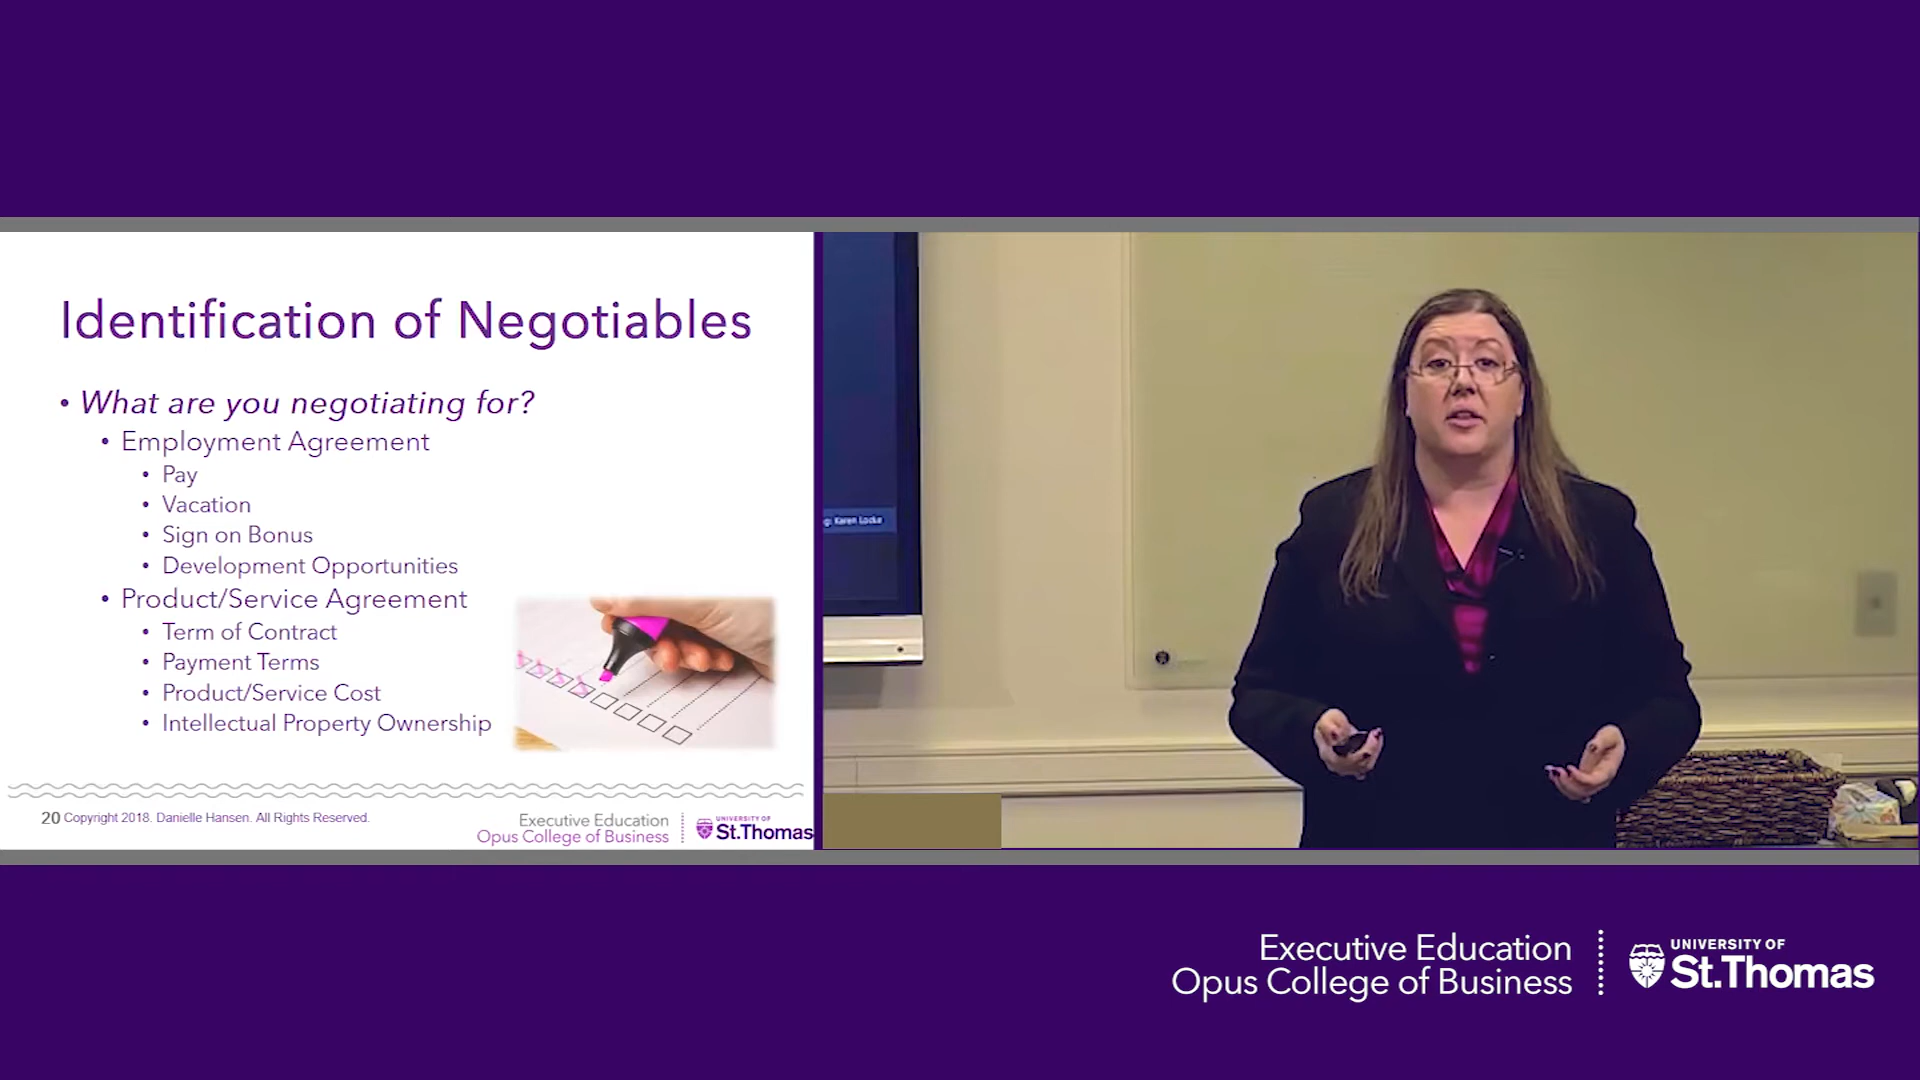 Identification of Negotiables
• What are you negotiating for?
• Employment Agreement
• Pay
• Vacation
• Sign on Bonus
• Development Opportunities
• Product/Service Agreement
• Term of Contract
• Payment Terms
• Product/Service Cost
• Intellectual Property Ownership
20 Copyright 2018. Danielle Hansen. All Rights Reserved.
Executive Education
Opus College of Business
UNIVERSITY OF
St.Thomas
g: Karen Locke
Executive Education
Opus College of Business
UNIVERSITY OF
St.Thomas